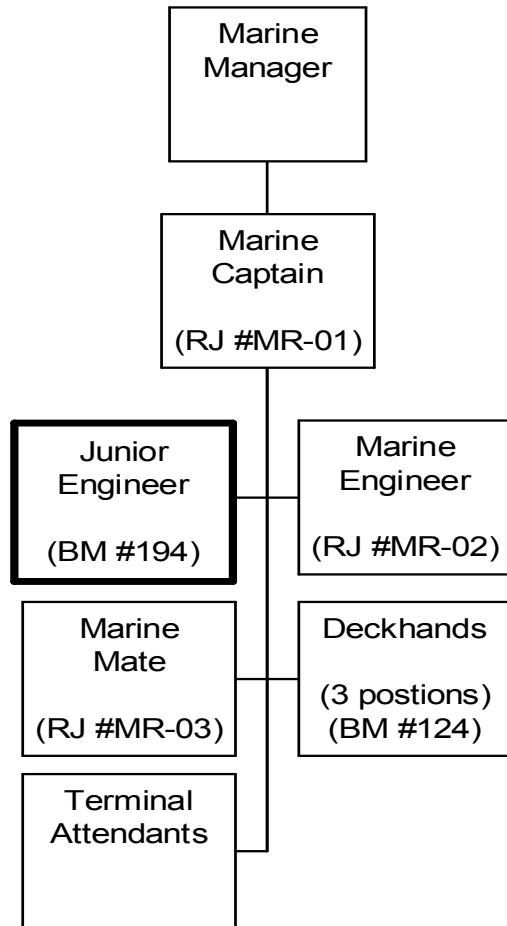 Marine
Manager
Marine
Captain
(RJ #MR-01)
Junior
Engineer
(BM #194)
Marine
Engineer
(RJ #MR-02)
Marine
Mate
(RJ #MR-03)
Deckhands
(3 postions)
(BM #124)
Terminal
Attendants